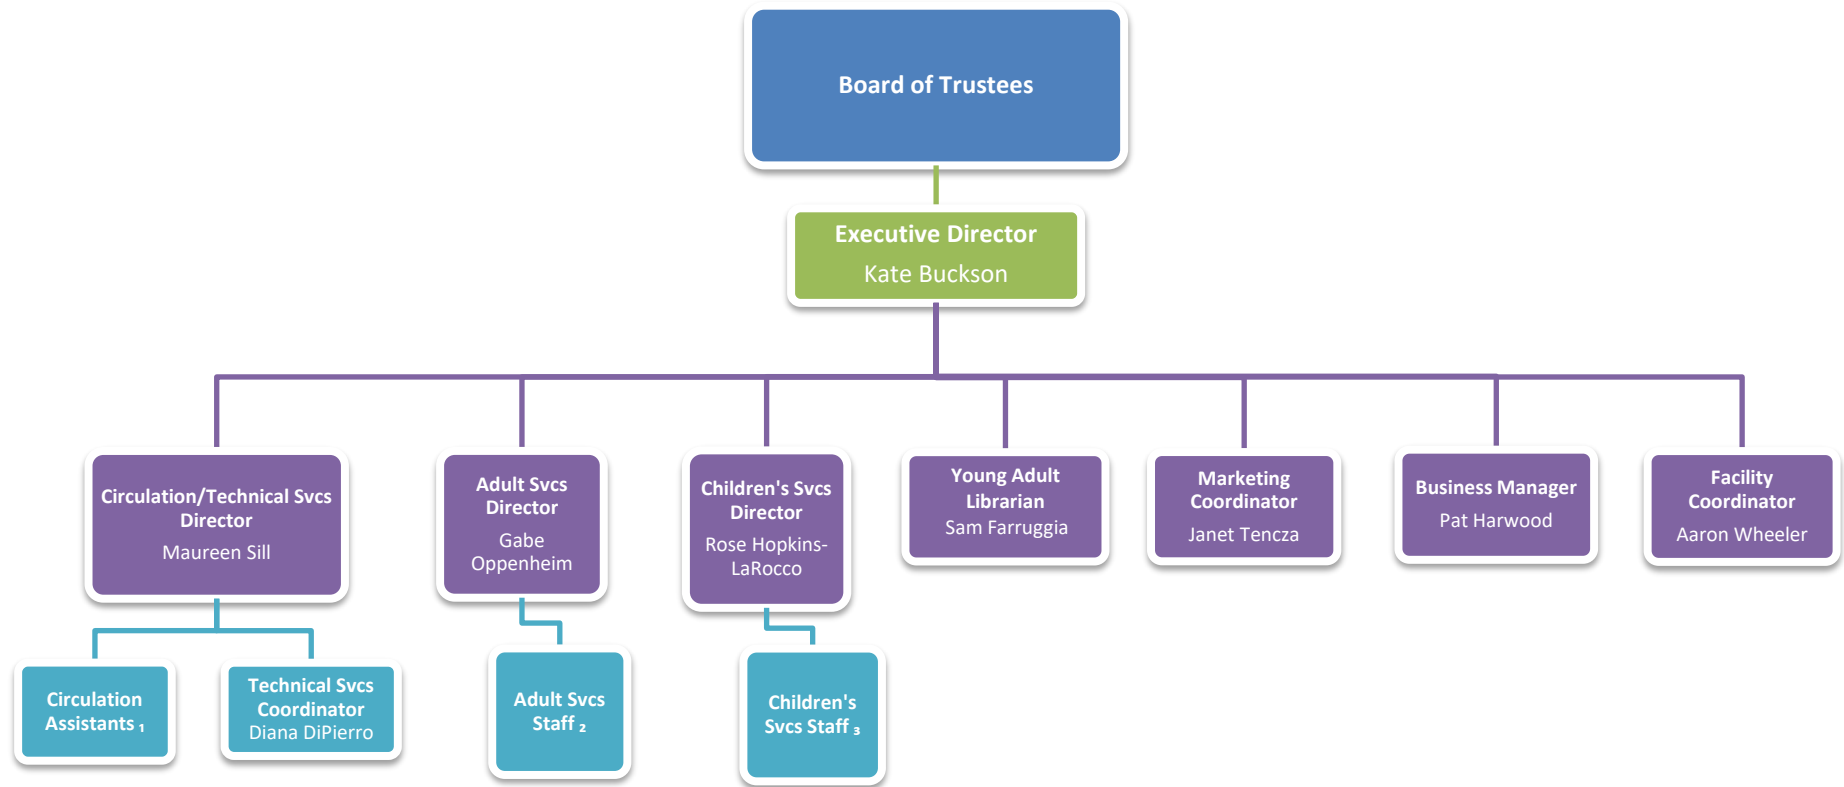 Board of Trustees
Executive Director
Kate Buckson
Circulation/Technical Svcs
Director
Maureen Sill
Adult Svcs
Director
Gabe
Oppenheim
Children's Svcs
Director
Rose Hopkins-
LaRocco
Young Adult
Librarian
Sam Farruggia
Marketing
Coordinator
Janet Tencza
Business Manager
Pat Harwood
Facility
Coordinator
Aaron Wheeler
Circulation
Assistants ₁
Technical Svcs
Coordinator
Diana DiPierro
Adult Svcs
Staff ₂
Children's
Svcs Staff ₃